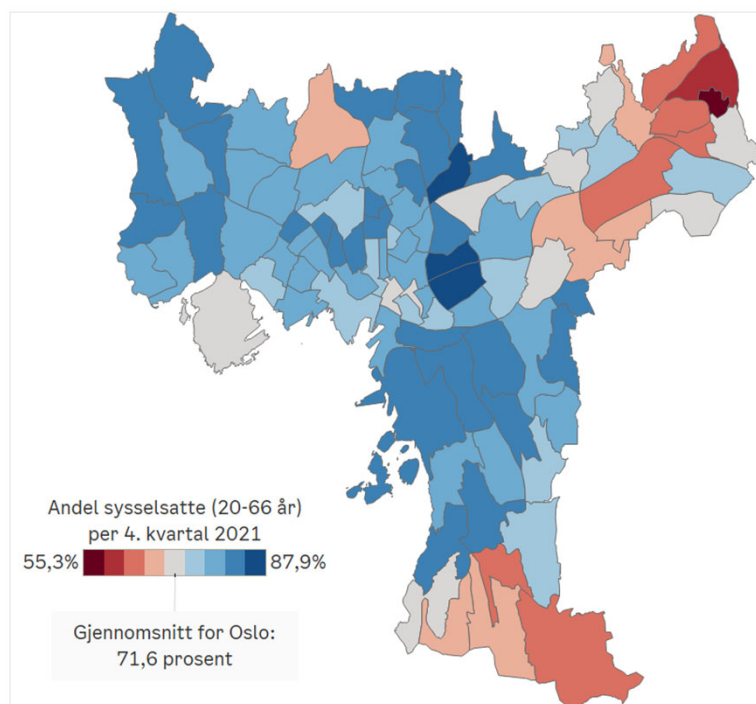 Andel sysselsatte (20-66 år)
per 4. kvartal 2021
55,3% 87,9%
Gjennomsnitt for Oslo:
71,6 prosent